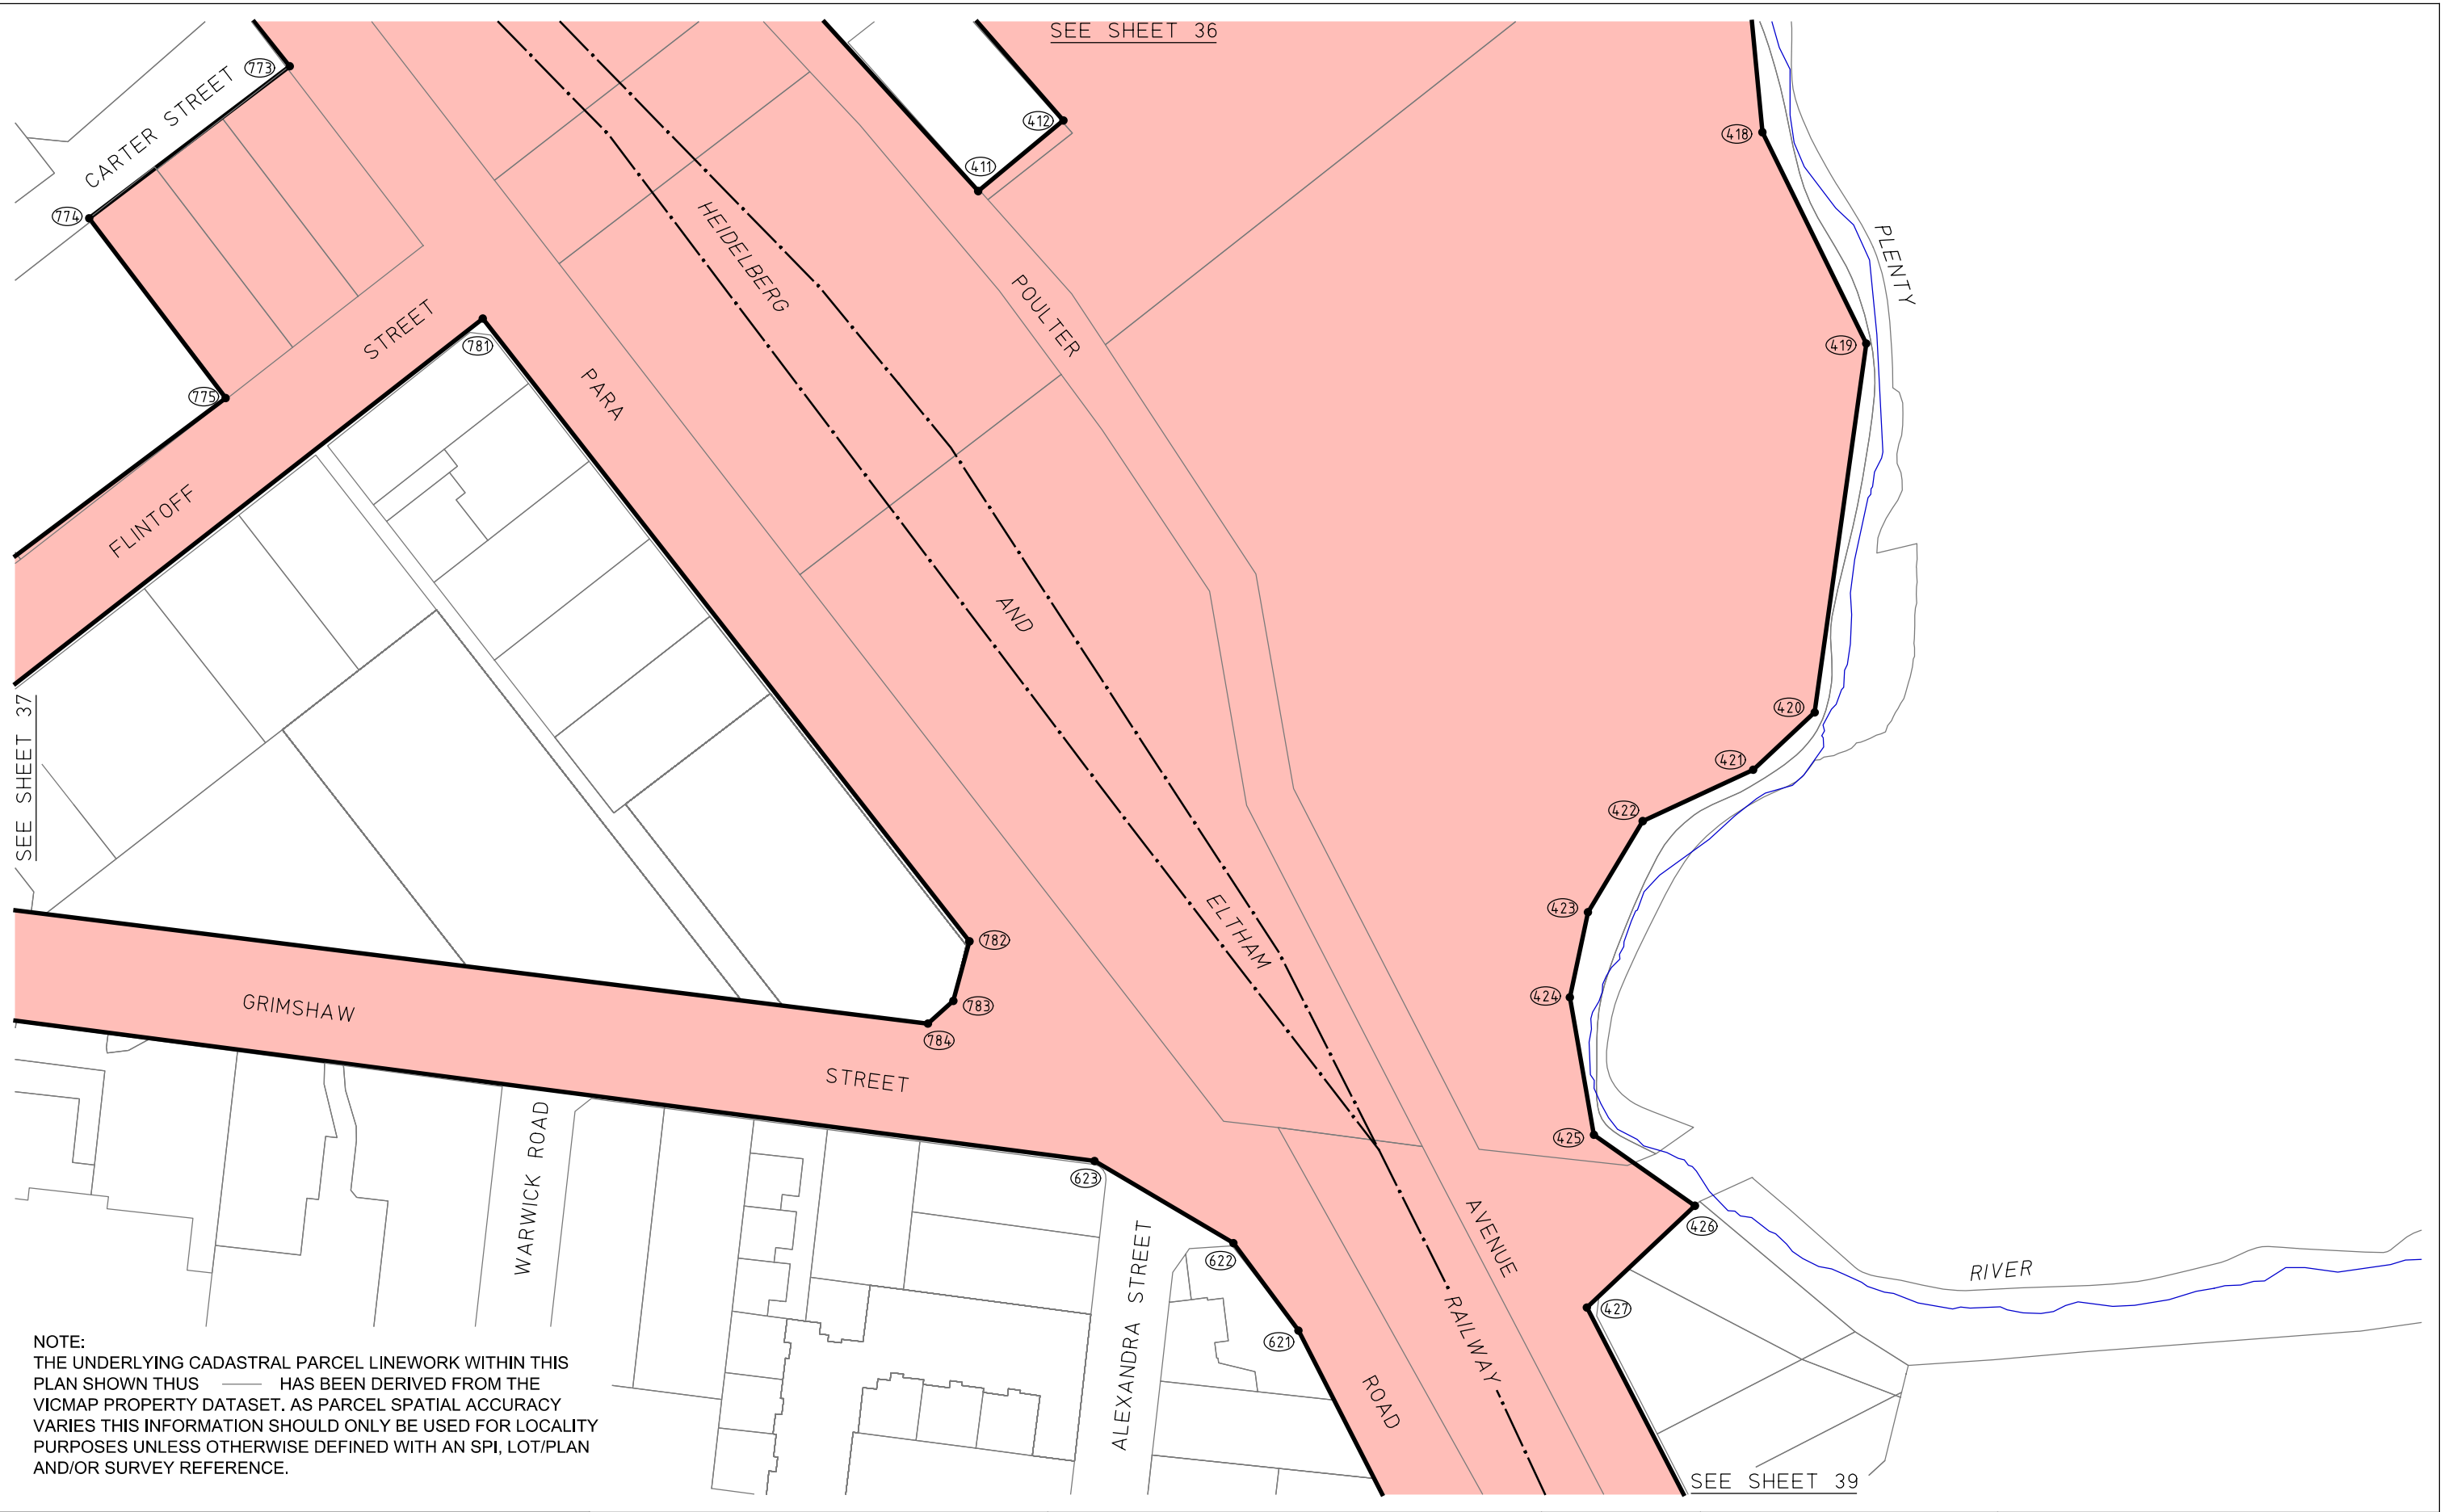 SEE SHEET 36
773
CARTER STREET
412
418
411
774
PLENTY
HEIDELBERG
POULTER
STREET
781
419
PARA
775
FLINTOFF
AND
SEE SHEET 37
420
421
422
423
ELTHAM
782
424
783
GRIMSHAW
784
STREET
WARWICK ROAD
425
623
AVENUE
426
622
ALEXANDRA STREET
RIVER
427
621
RAILWAY
ROAD
NOTE:
THE UNDERLYING CADASTRAL PARCEL LINEWORK WITHIN THIS
PLAN SHOWN THUS —— HAS BEEN DERIVED FROM THE
VICMAP PROPERTY DATASET. AS PARCEL SPATIAL ACCURACY
VARIES THIS INFORMATION SHOULD ONLY BE USED FOR LOCALITY
PURPOSES UNLESS OTHERWISE DEFINED WITH AN SPI, LOT/PLAN
AND/OR SURVEY REFERENCE.
SEE SHEET 39